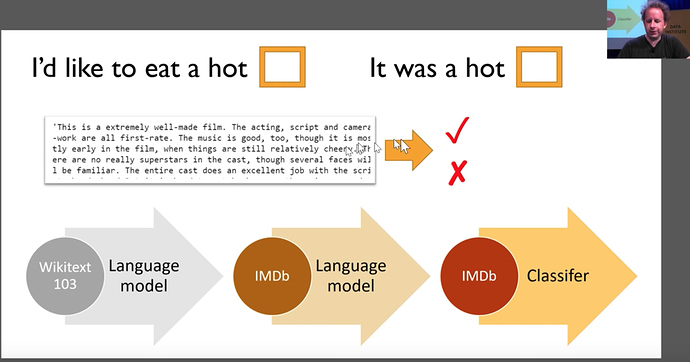 I'd like to eat a hot
It was a hot
'This is a extremely well-made film. The acting, script and camera
-work are all first-rate. The music is good, too, though it is mos
tly early in the film, when things are still relatively cheery. Th
ere are no really superstars in the cast, though several faces wil
l be familiar. The entire cast does an excellent job with the scri
Wikitext
103
Language
model
IMDb
Language
model
IMDb
Classifer